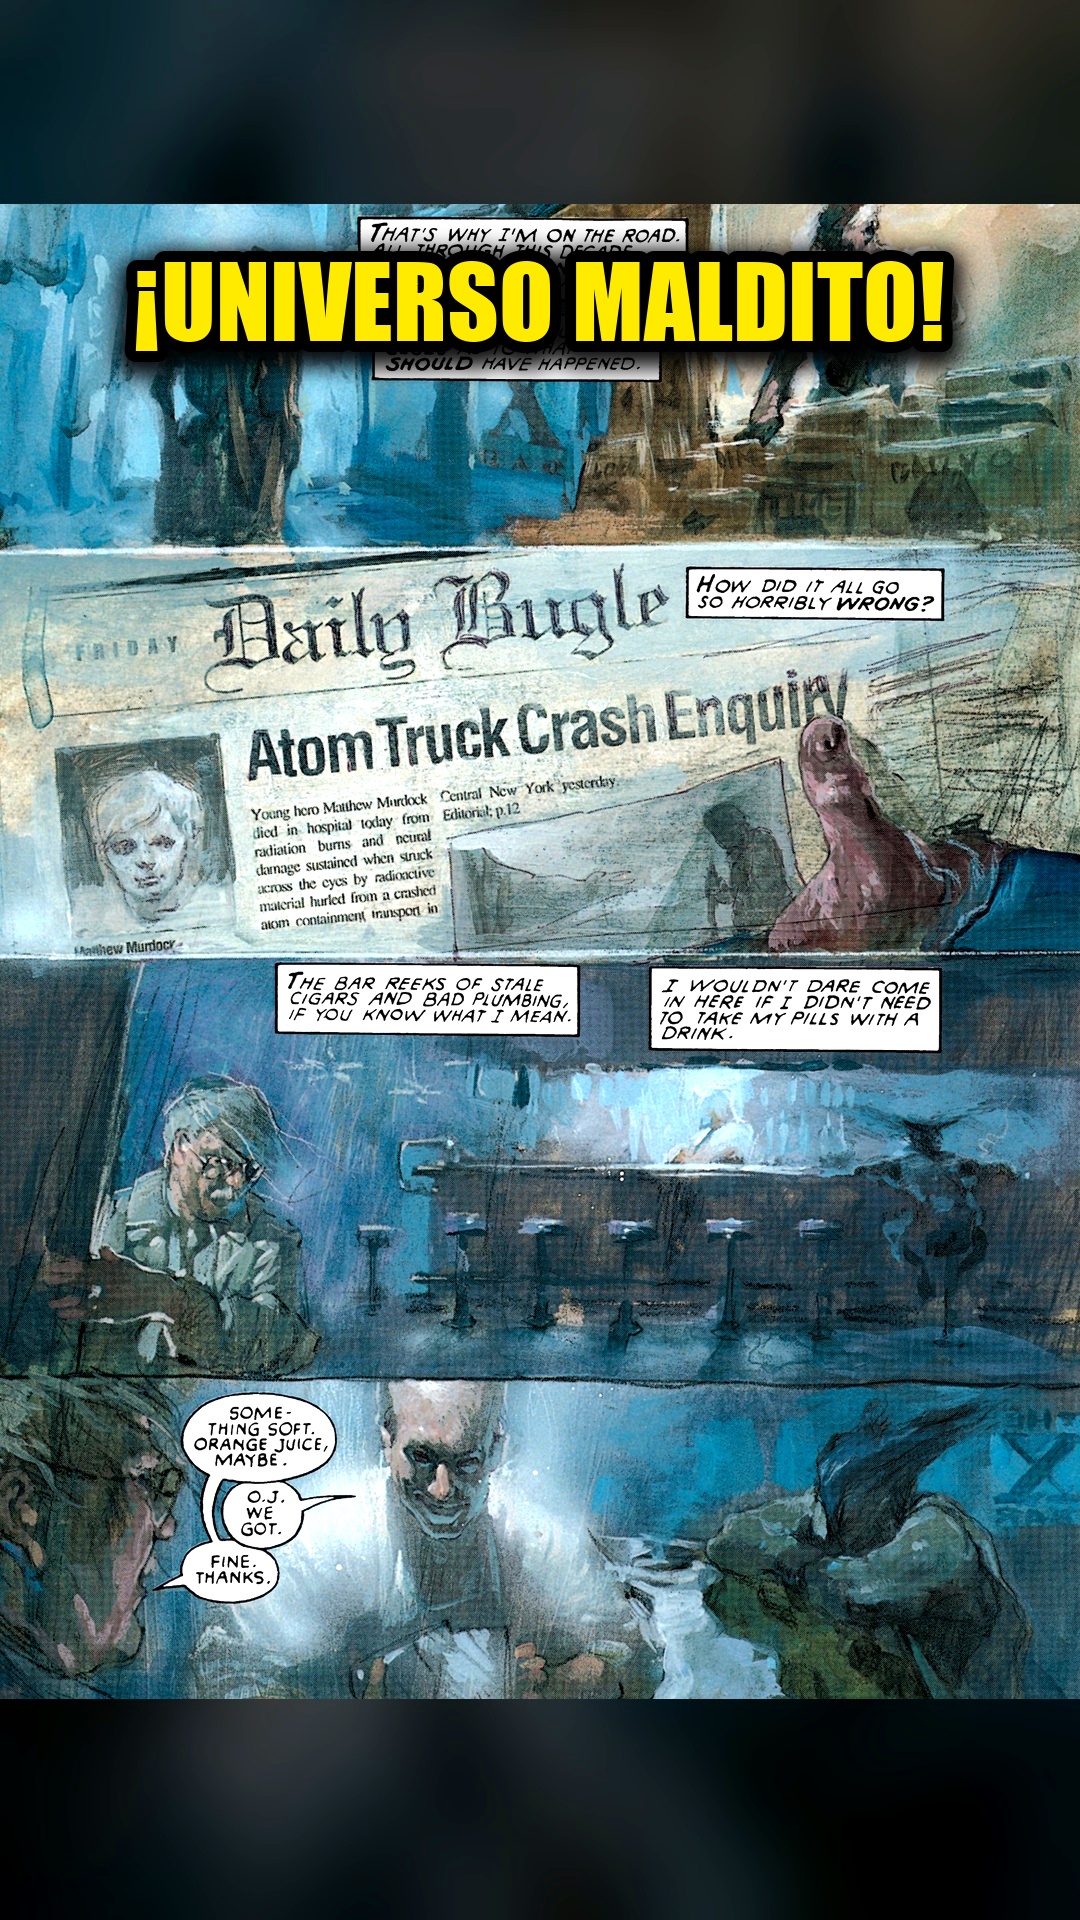 THAT'S WHY I'M ON THE ROAD.
ALL THROUGH THIS DECADE
¡UNIVERSO MALDITO!
SHOULD HAVE HAPPENED.
FRIDAY
Daily Bugle
HOW DID IT ALL GO
SO HORRIBLY WRONG?
Atom Truck Crash Enquiry
Young hero Matthew Murdock
died in hospital today from
radiation burns and neural
damage sustained when struck
across the eyes by radioactive
material hurled from a crashed
atom containment transport in
Central New York yesterday.
Editorial; p.12
Matthew Murdock
THE BAR REEKS OF STALE
CIGARS AND BAD PLUMBING,
IF YOU KNOW WHAT I MEAN.
I WOULDN'T DARE COME
IN HERE IF I DIDN'T NEED
TO TAKE MY PILLS WITH A
DRINK.
SOME-
THING SOFT.
ORANGE JUICE,
MAYBE.
O.J.
WE
GOT.
FINE.
THANKS.